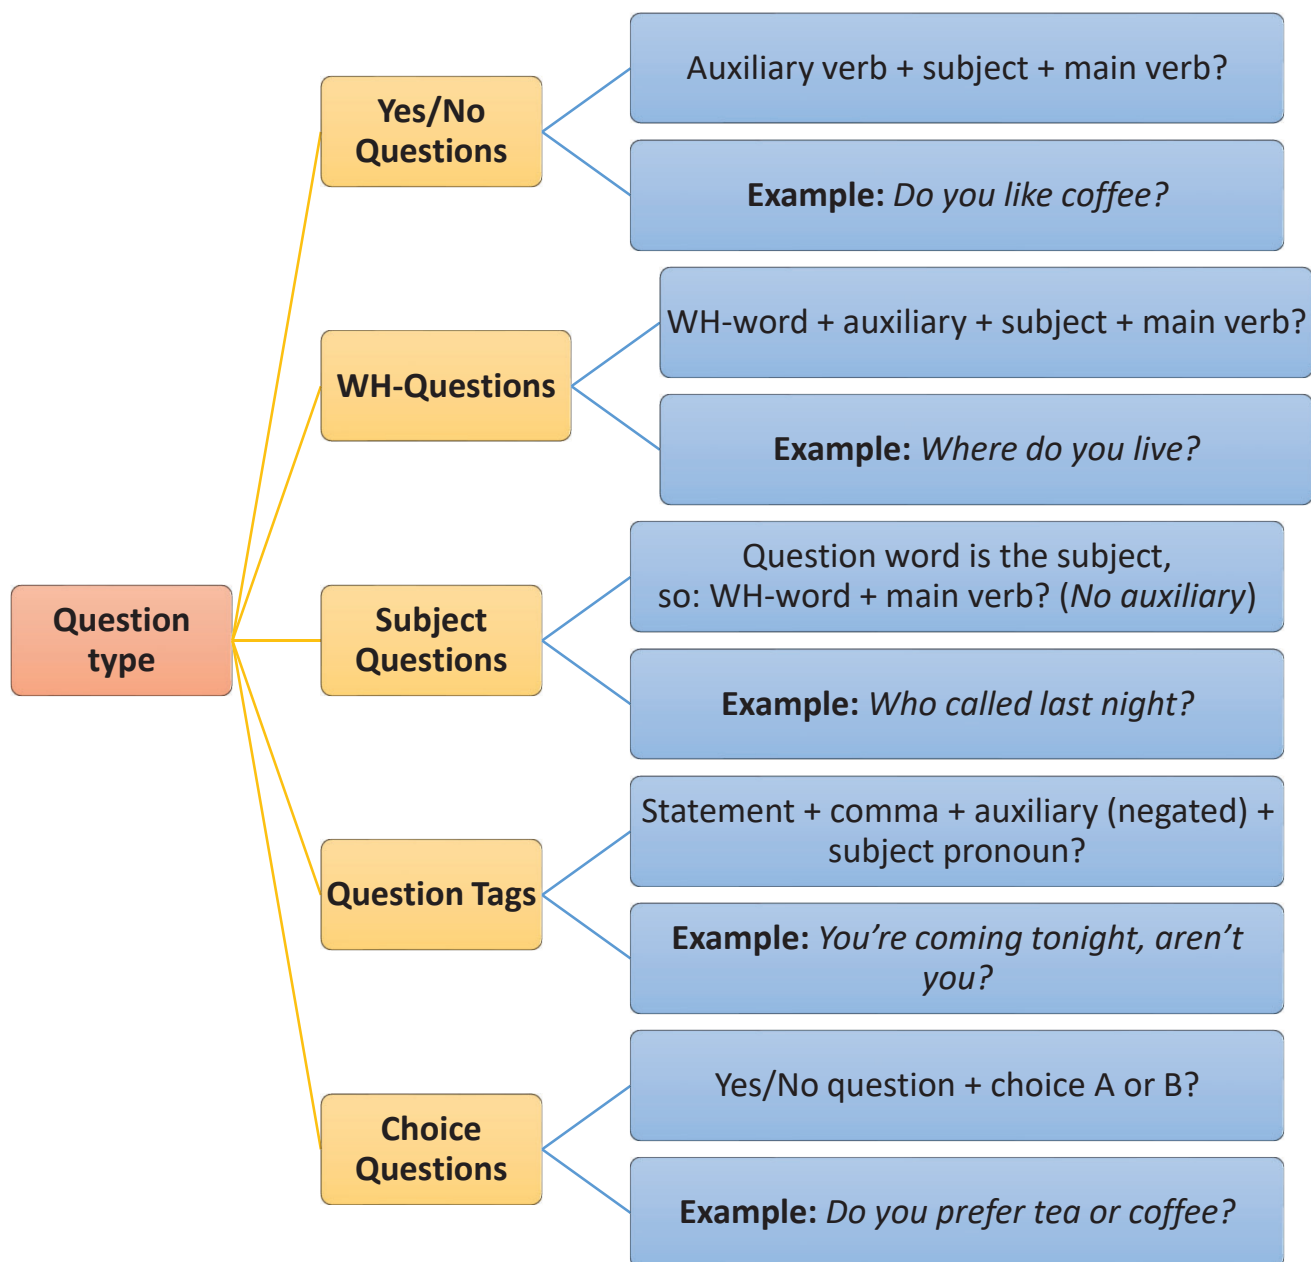 Question
type
Yes/No
Questions
Auxiliary verb + subject + main verb?
Example: Do you like coffee?
WH-Questions
WH-word + auxiliary + subject + main verb?
Example: Where do you live?
Subject
Questions
Question word is the subject,
so: WH-word + main verb? (No auxiliary)
Example: Who called last night?
Question Tags
Statement + comma + auxiliary (negated) +
subject pronoun?
Example: You’re coming tonight, aren’t
you?
Choice
Questions
Yes/No question + choice A or B?
Example: Do you prefer tea or coffee?